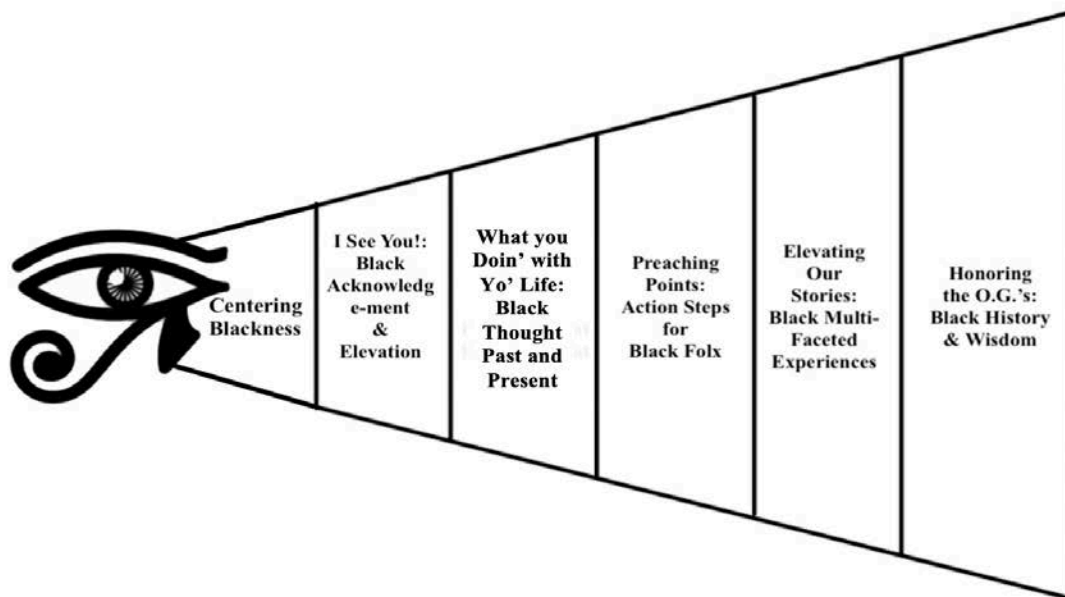 Centering
Blackness
I See You!:
Black
Acknowledg
e-ment
&
Elevation
What you
Doin’ with
Yo’ Life:
Black
Thought
Past and
Present
Preaching
Points:
Action Steps
for
Black Folx
Elevating
Our
Stories:
Black Multi-
Faceted
Experiences
Honoring
the O.G.’s:
Black History
& Wisdom